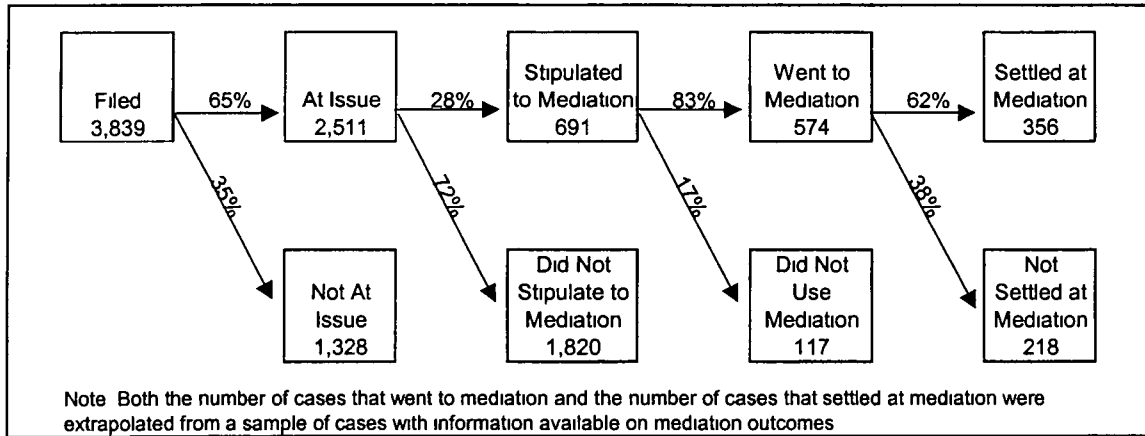 Filed
3,839
65%
At Issue
2,511
28%
Stipulated
to Mediation
691
83%
Went to
Mediation
574
62%
Settled at
Mediation
356
35%
72%
17%
38%
Not At
Issue
1,328
Did Not
Stipulate to
Mediation
1,820
Did Not
Use
Mediation
117
Not
Settled at
Mediation
218
Note Both the number of cases that went to mediation and the number of cases that settled at mediation were
extrapolated from a sample of cases with information available on mediation outcomes